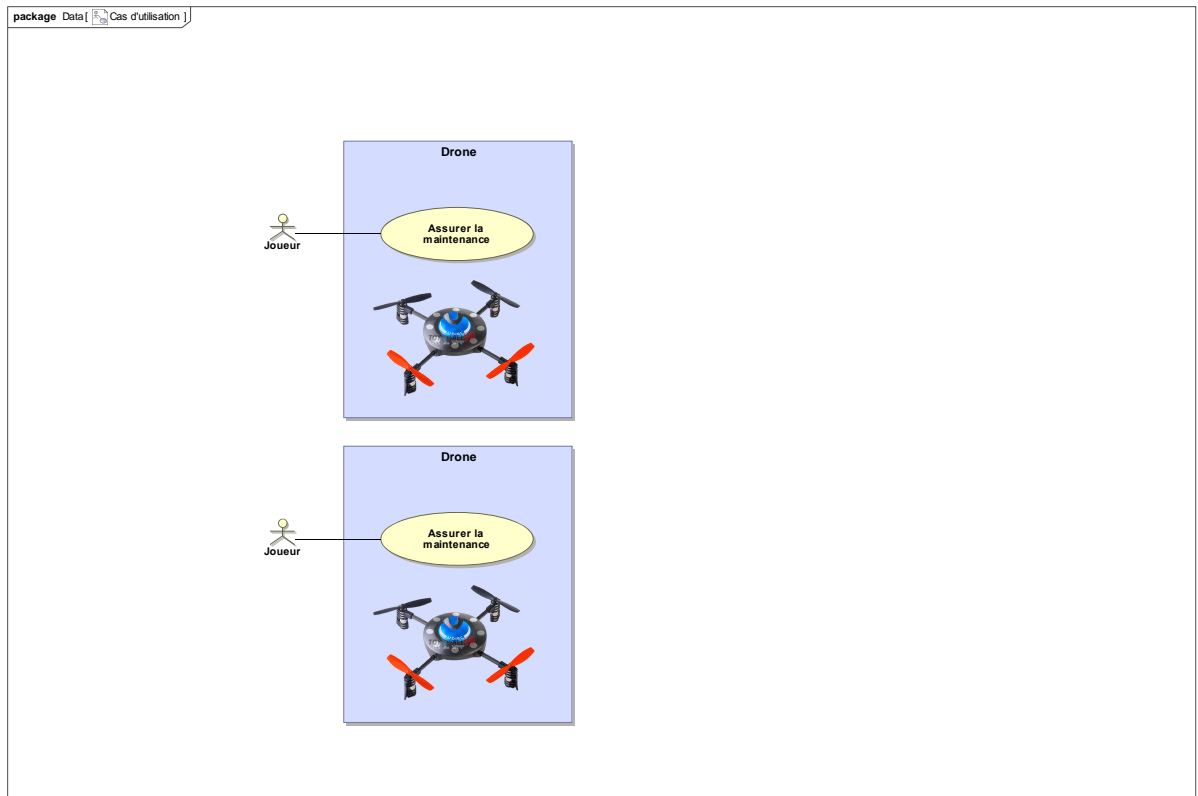 package Data [ Cas d'utilisation ]
Drone
Assurer la
maintenance
Joueur
Drone
Assurer la
maintenance
Joueur